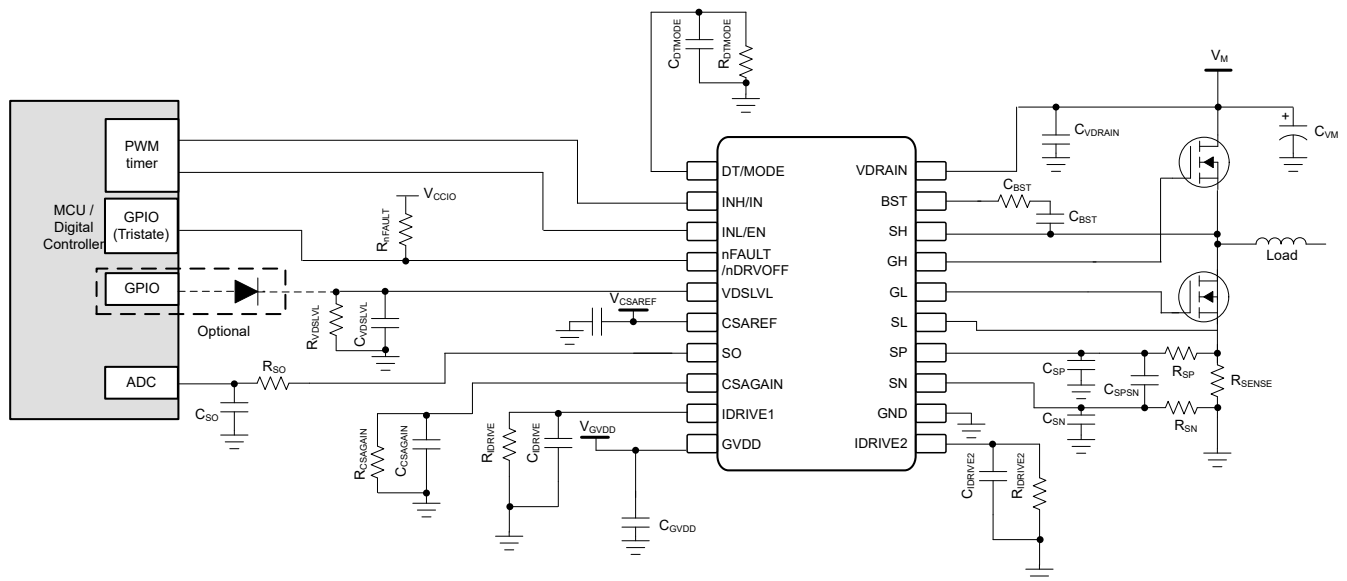 MCU /
Digital
Controller
PWM
timer
GPIO
(Tristate)
GPIO
Optional
ADC
CDTMODE
RDTMODE
VCCIO
RnFAULT
RVDSLVL
CVDSLVL
VCSAREF
RSO
CSO
RCSAGAIN
CCSAGAIN
RIDRIVE
CIDRIVE
VGVDD
CGVDD
DT/MODE
INH/IN
INL/EN
nFAULT
/nDRVOFF
VDSLVL
CSAREF
SO
CSAGAIN
IDRIVE1
GVDD
VDRAIN
BST
SH
GH
GL
SL
SP
SN
GND
IDRIVE2
VM
CVDRAIN
+
CVM
CBST
CBST
Load
CSP
CSPSN
RSP
RSENSE
CSN
RSN
CIDRIVE2
RIDRIVE2